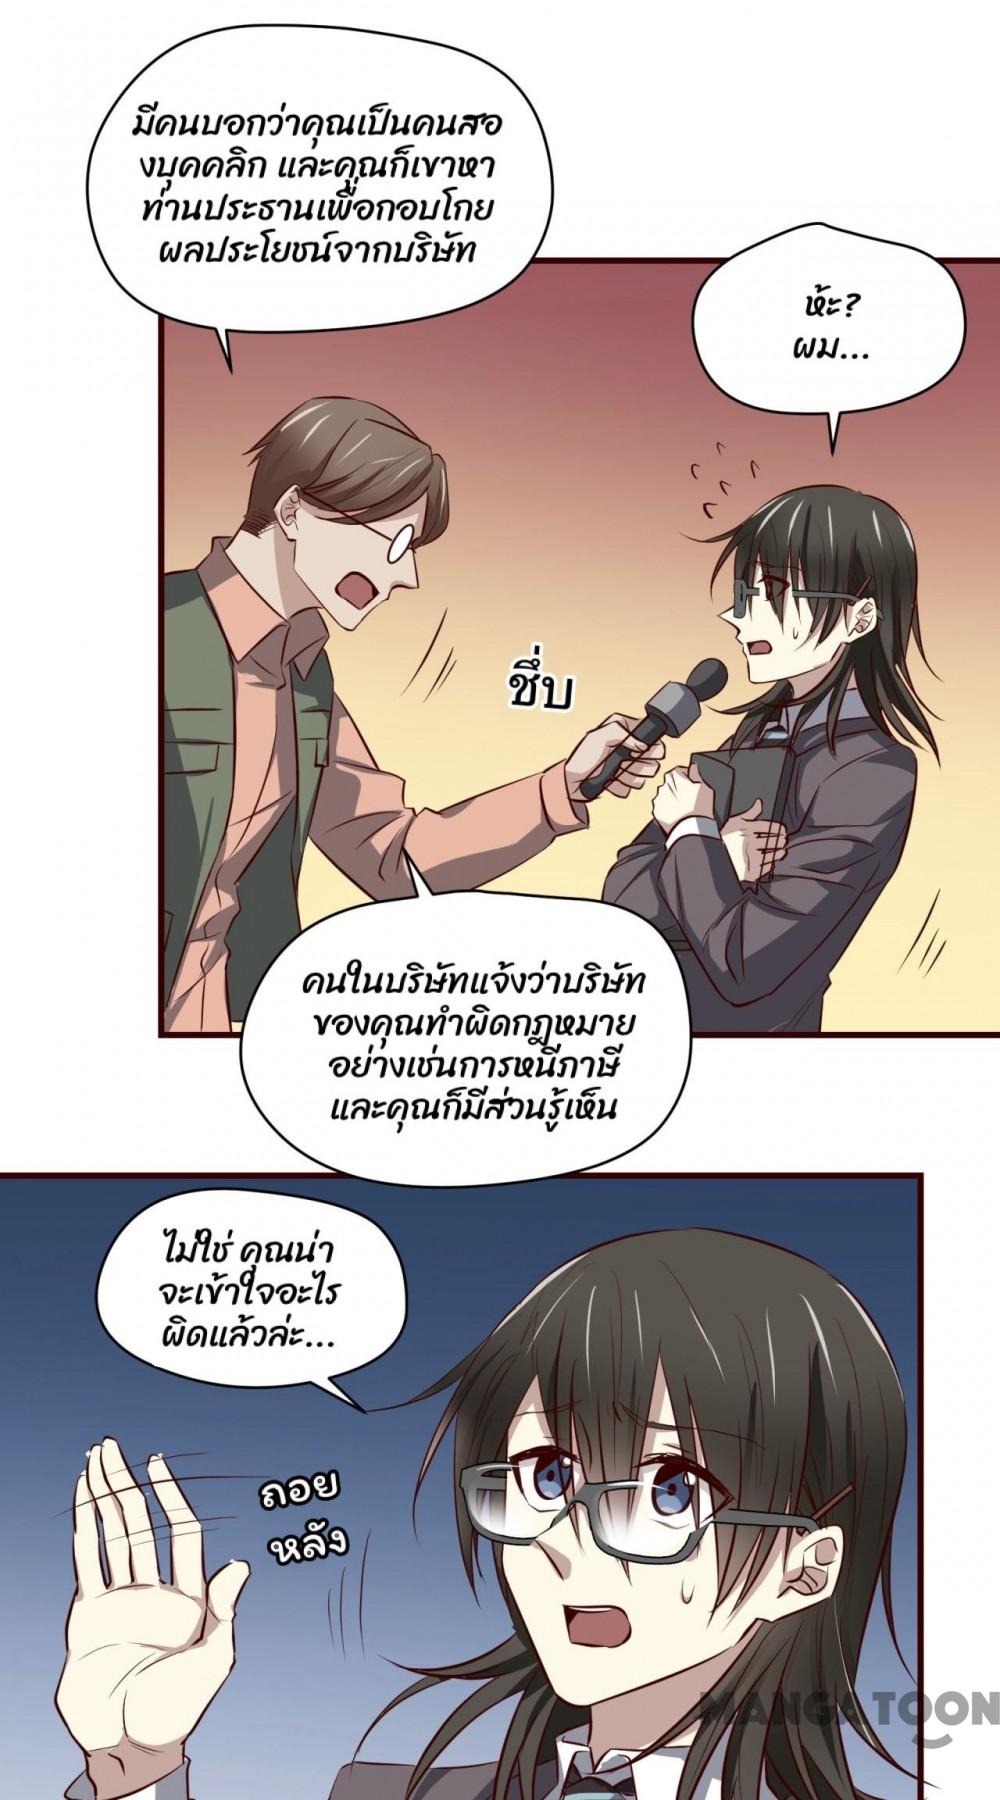 มีคนบอกว่าคุณเป็นคนสอ
งบุคคลิก และคุณก็เขาหา
ท่านประธานเพื่อกอบโกย
ผลประโยชน์จากบริษัท
ห้ะ?
ผม...
ชึ่บ
คนในบริษัทแจ้งว่าบริษัท
ของคุณทำผิดกฎหมาย
อย่างเช่นการหนีภาษี
และคุณก็มีส่วนรู้เห็น
ไม่ใช่ คุณน่า
จะเข้าใจอะไร
ผิดแล้วล่ะ...
ถอย
หลัง
MANGATOON